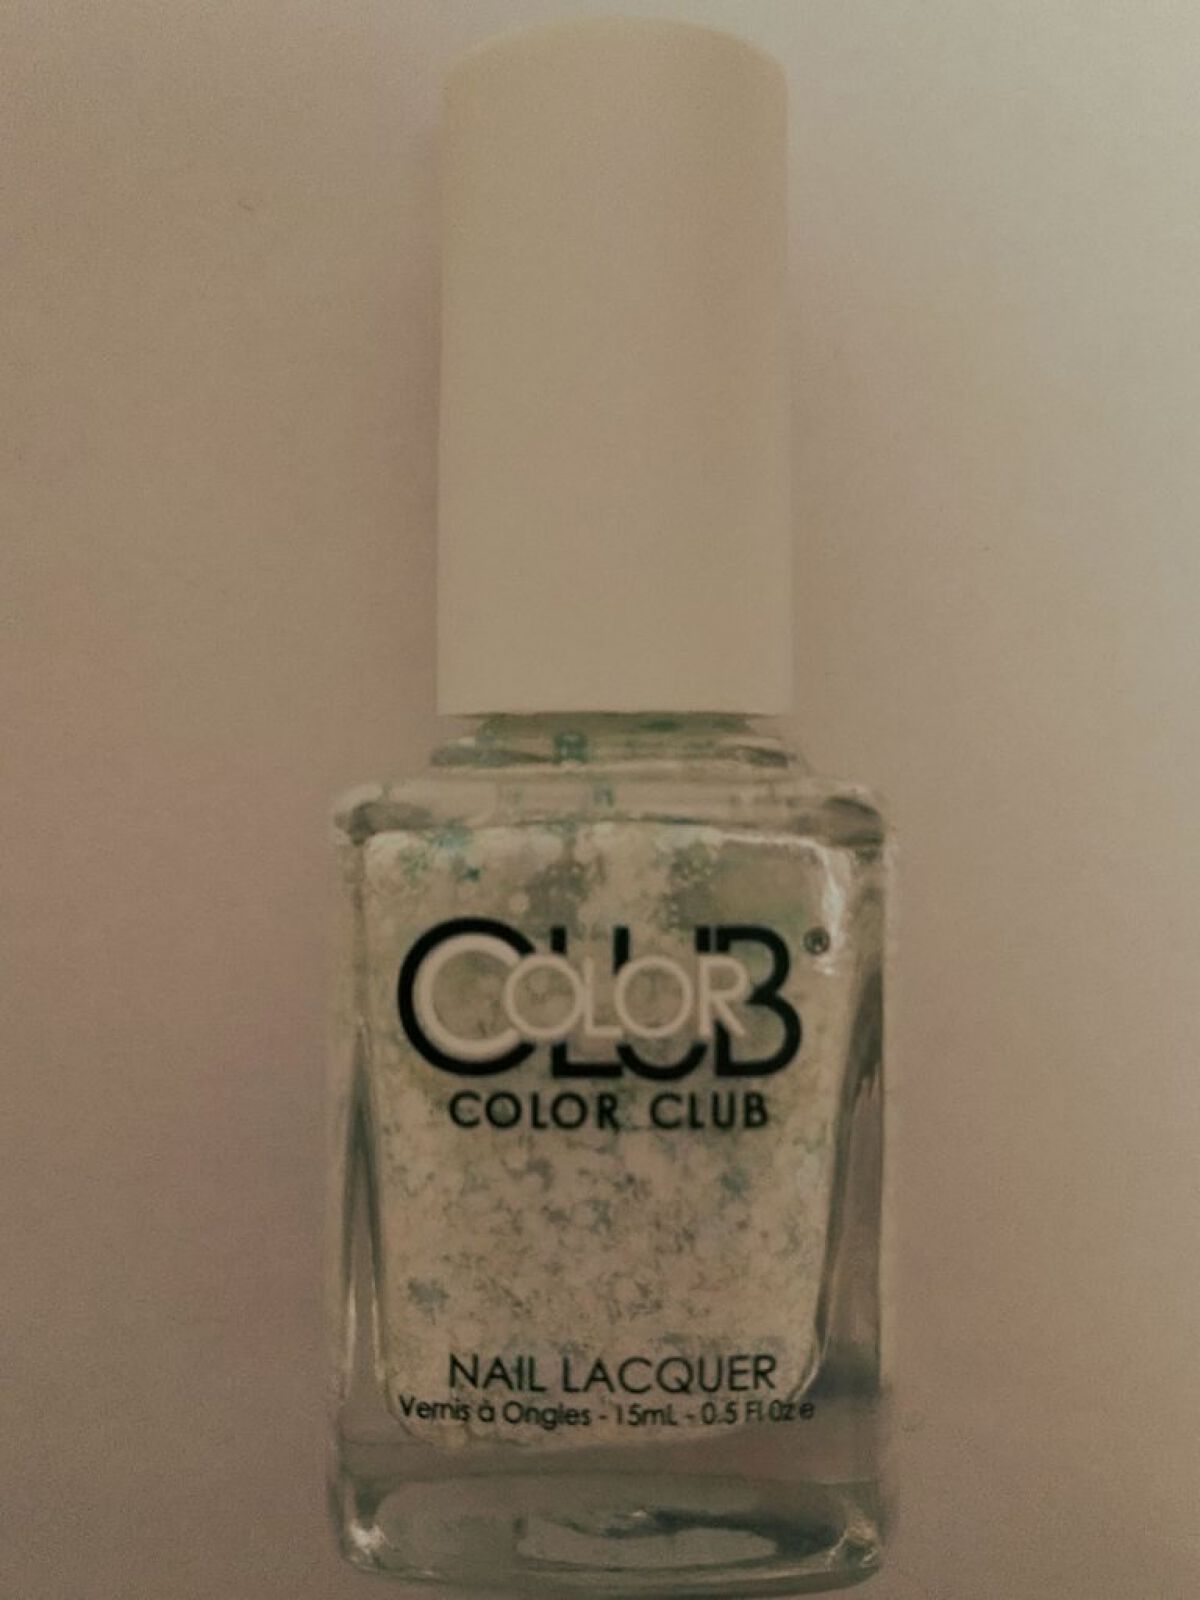 COLOR CLUB®
COLOR CLUB
NAIL LACQUER
Vernis à Ongles - 15mL - 0.5 Fl Oz e